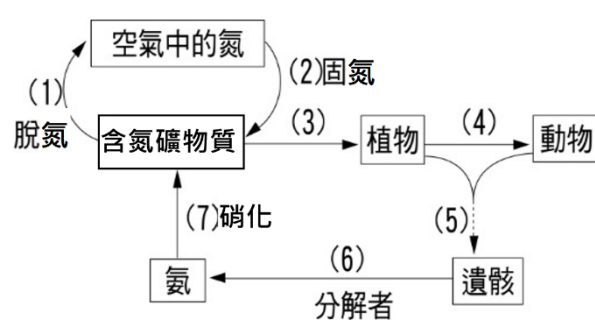 空氣中的氮
(1)
脫氮
(2)固氮
含氮礦物質
(3)
植物
(4)
動物
(5)
(7)硝化
氨
(6)
分解者
遺骸